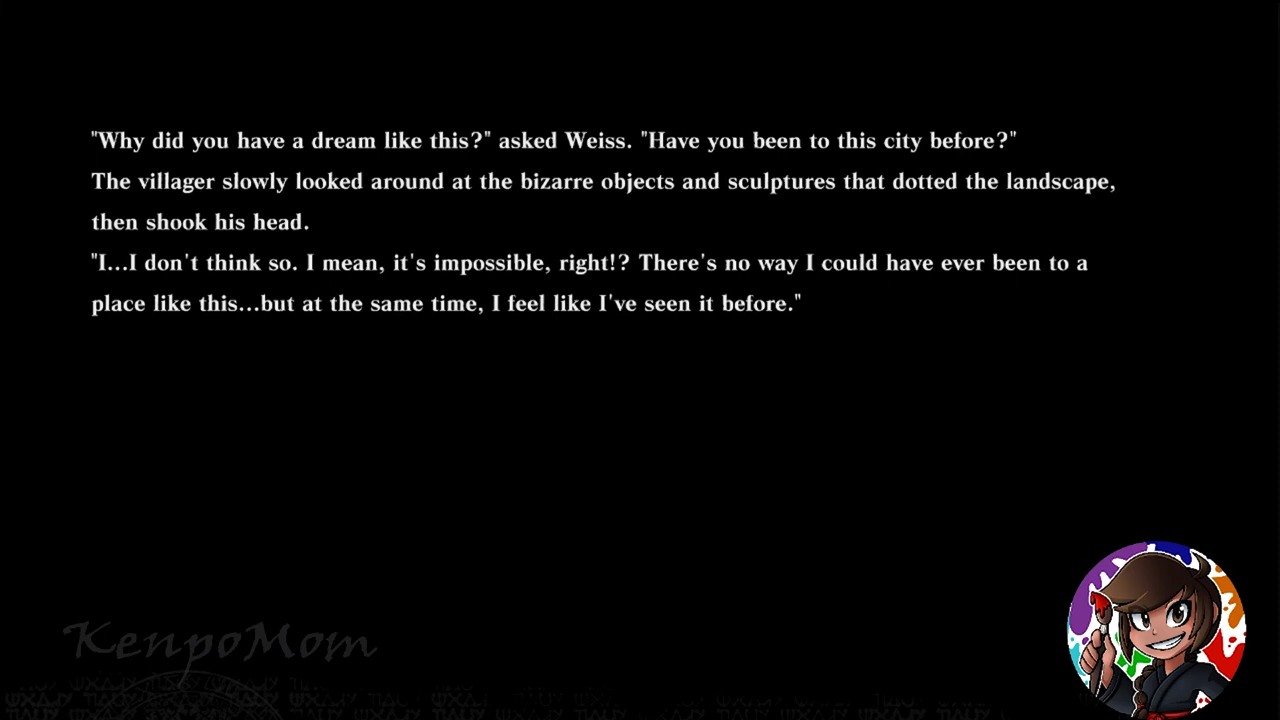 "Why did you have a dream like this?" asked Weiss. "Have you been to this city before?"
The villager slowly looked around at the bizarre objects and sculptures that dotted the landscape,
then shook his head.
"I...I don't think so. I mean, it's impossible, right!? There's no way I could have ever been to a
place like this...but at the same time, I feel like I've seen it before."
KenpoMom